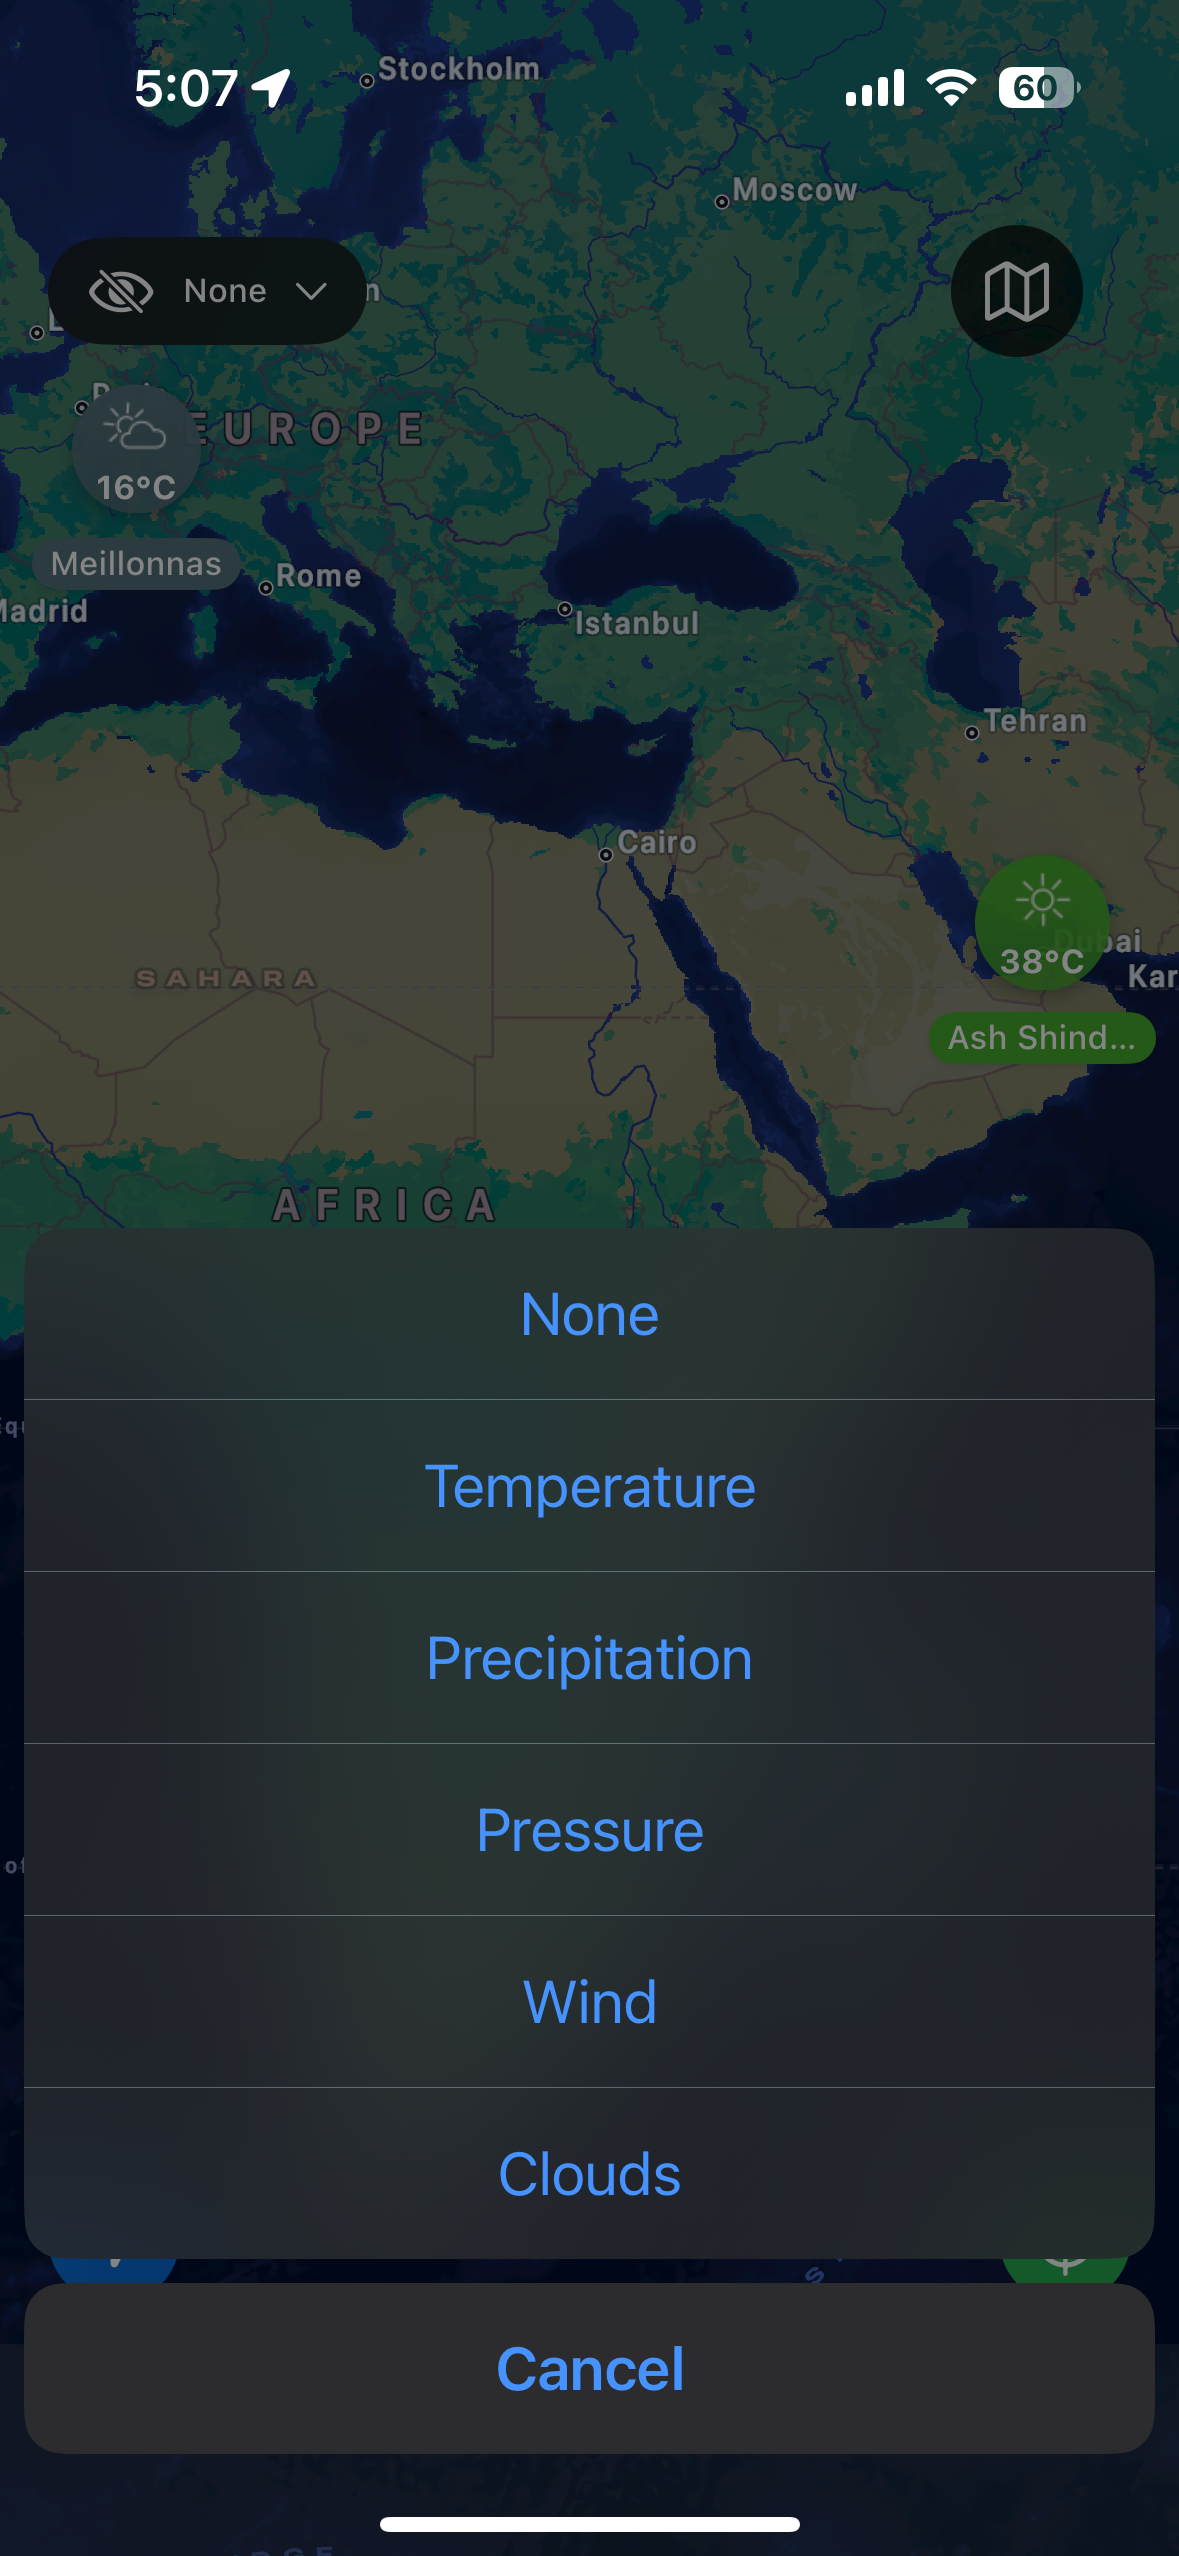 5:07
60
Stockholm
Moscow
None
EUROPE
16°C
Meillonnas
Rome
Madrid
Istanbul
Tehran
Cairo
38°C
Dubai
Kar
SAHARA
Ash Shind...
AFRICA
None
Temperature
Precipitation
Pressure
Wind
Clouds
Cancel